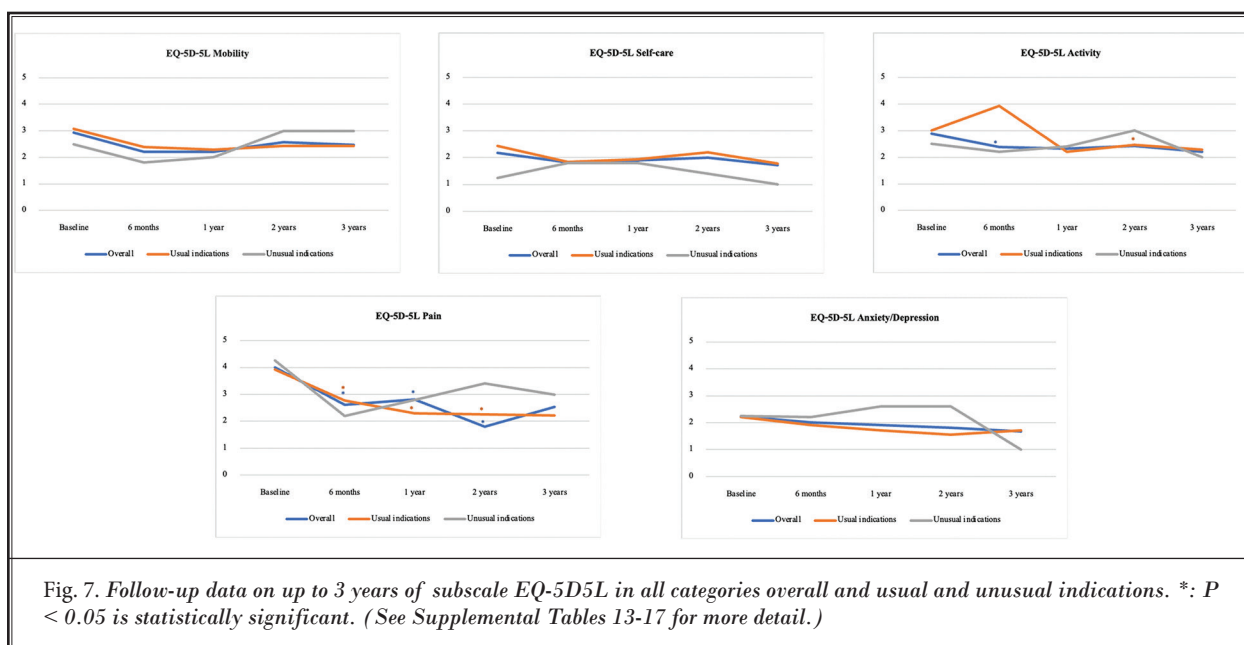 EQ-5D-5L Mobility
5
4
3
2
1
0
Baseline 6 months 1 year 2 years 3 years
Overall Usual indications Unusual indications
EQ-5D-5L Self-care
5
4
3
2
1
0
Baseline 6 months 1 year 2 years 3 years
Overall Usual indications Unusual indications
EQ-5D-5L Activity
5
4
3
2
1
0
*
*
Baseline 6 months 1 year 2 years 3 years
Overall Usual indications Unusual indications
EQ-5D-5L Pain
5
4
3
2
1
0
* * *
* * *
Baseline 6 months 1 year 2 years 3 years
Overall Usual indications Unusual indications
EQ-5D-5L Anxiety/Depression
5
4
3
2
1
0
Baseline 6 months 1 year 2 years 3 years
Overall Usual indications Unusual indications
Fig. 7. Follow-up data on up to 3 years of subscale EQ-5D5L in all categories overall and usual and unusual indications. *: P
< 0.05 is statistically significant. (See Supplemental Tables 13-17 for more detail.)